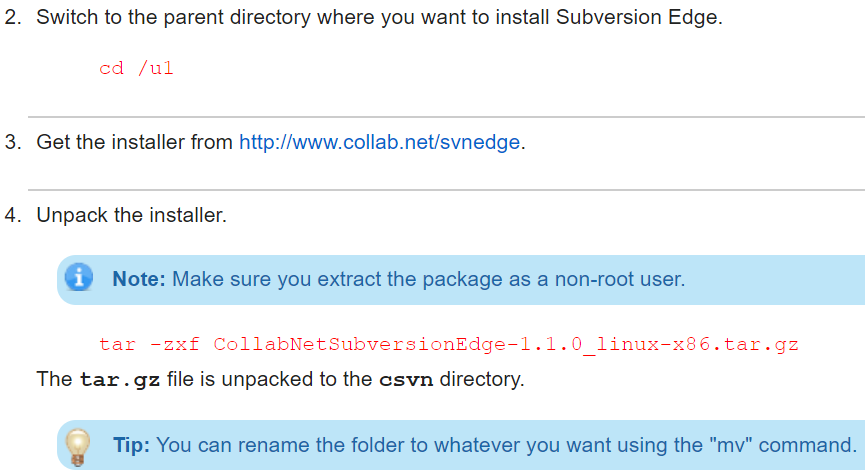 2. Switch to the parent directory where you want to install Subversion Edge.
cd /u1
3. Get the installer from http://www.collab.net/svnedge.
4. Unpack the installer.
Note: Make sure you extract the package as a non-root user.
tar -zxf CollabNetSubversionEdge-1.1.0_linux-x86.tar.gz
The tar.gz file is unpacked to the csvn directory.
Tip: You can rename the folder to whatever you want using the "mv" command.